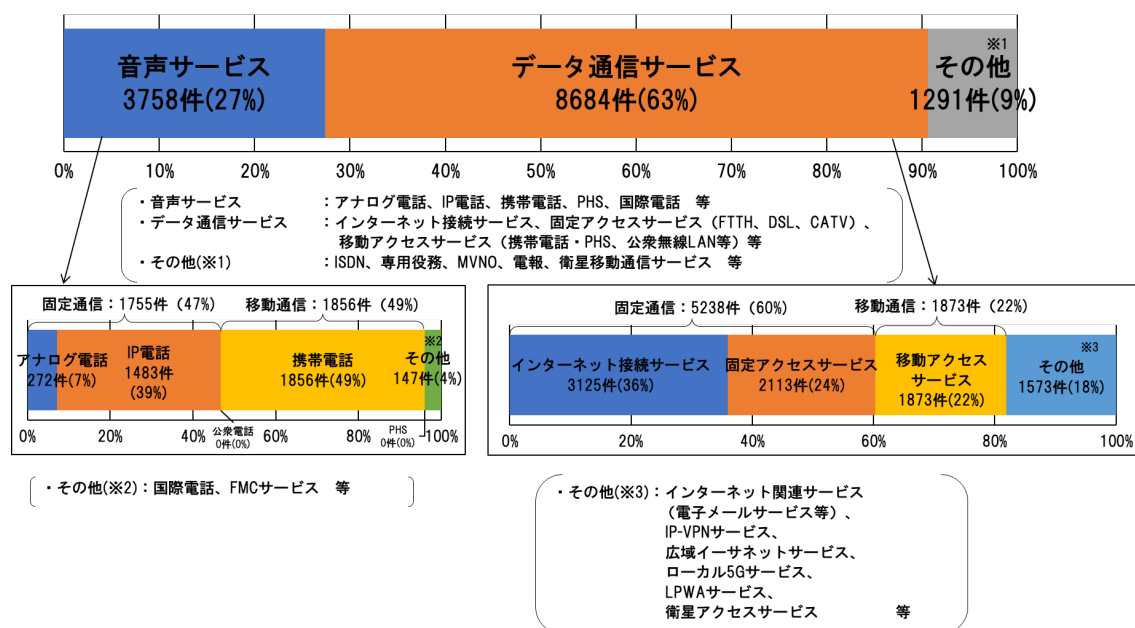 ※1
音声サービス
3758件(27%)
データ通信サービス
8684件(63%)
その他
1291件(9%)
0% 10% 20% 30% 40% 50% 60% 70% 80% 90% 100%
・音声サービス ：アナログ電話、IP電話、携帯電話、PHS、国際電話 等
・データ通信サービス ：インターネット接続サービス、固定アクセスサービス（FTTH、DSL、CATV）、
移動アクセスサービス（携帯電話・PHS、公衆無線LAN等）等
・その他(※1) ：ISDN、専用役務、MVNO、電報、衛星移動通信サービス 等
固定通信：1755件 (47%) 移動通信：1856件 (49%)
アナログ電話
272件(7%)
IP電話
1483件
(39%)
携帯電話
1856件(49%)
※2
その他
147件(4%)
0% 20% 40% 60% 80% 100%
公衆電話
0件(0%)
PHS
0件(0%)
・その他(※2)：国際電話、FMCサービス 等
固定通信：5238件 (60%) 移動通信：1873件 (22%)
インターネット接続サービス
3125件(36%)
固定アクセスサービス
2113件(24%)
移動アクセス
サービス
1873件(22%)
※3
その他
1573件(18%)
0% 20% 40% 60% 80% 100%
・その他(※3)：インターネット関連サービス
（電子メールサービス等）、
IP-VPNサービス、
広域イーサネットサービス、
ローカル5Gサービス、
LPWAサービス、
衛星アクセスサービス 等